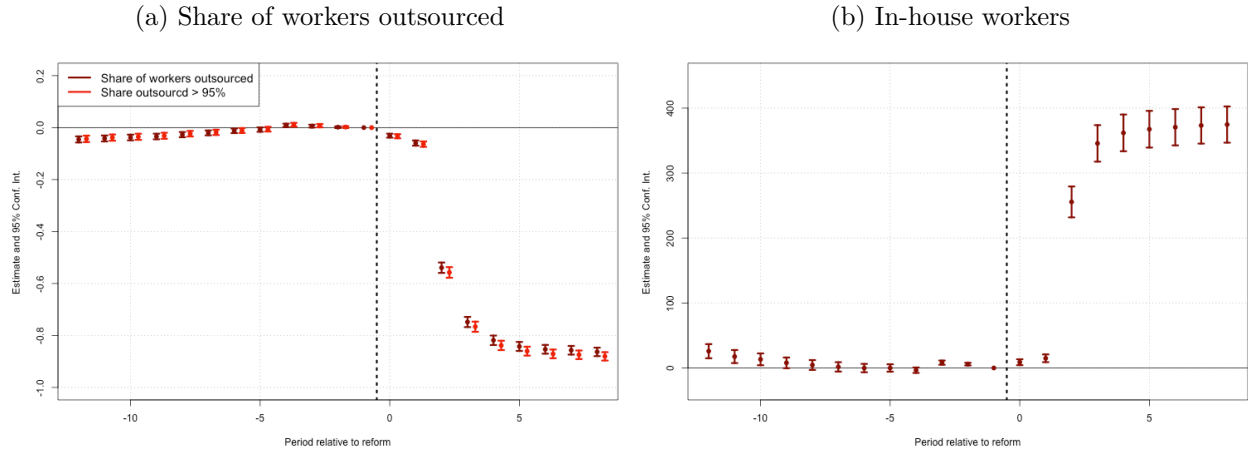 (a) Share of workers outsourced
Share of workers outsourced
Share outsourcd > 95%
Estimate and 95% Conf. Int.
0.2
0.0
-0.2
-0.4
-0.6
-0.8
-1.0
-10
-5
0
5
Period relative to reform
(b) In-house workers
Estimate and 95% Conf. Int.
400
300
200
100
0
-10
-5
0
5
Period relative to reform